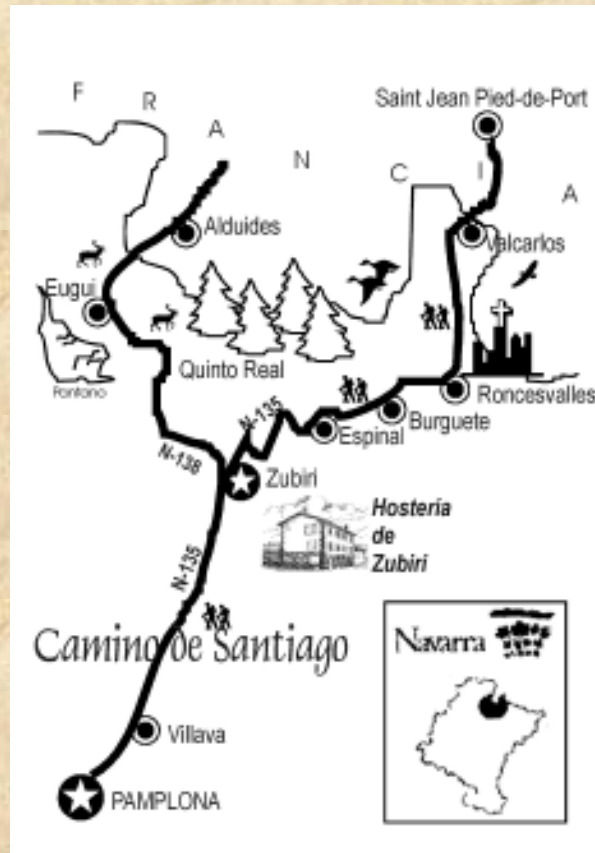 F R A N C I A
Saint Jean Pied-de-Port
Alduides
Valcarlos
Eugui
Pantano
Quinto Real
Roncesvalles
Burguete
Espinal
N-135
N-138
Zubiri
Hostería
de
Zubiri
N-135
Camino de Santiago
Navarra
Villava
PAMPLONA